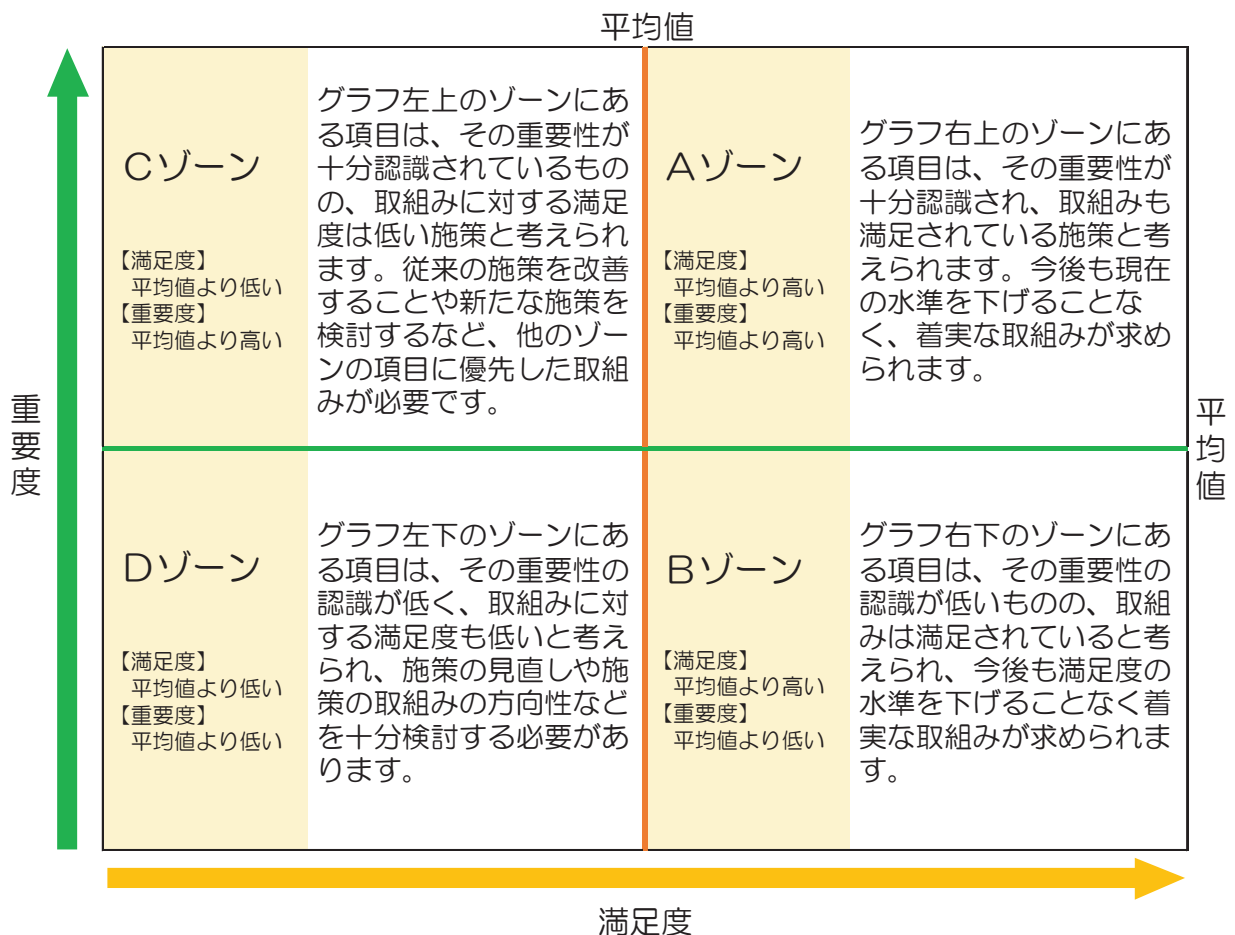 平均値
重要度
Cゾーン
【満足度】
平均値より低い
【重要度】
平均値より高い
グラフ左上のゾーンにあ
る項目は、その重要性が
十分認識されているもの
の、取組みに対する満足
度は低い施策と考えられ
ます。従来の施策を改善
することや新たな施策を
検討するなど、他のゾー
ンの項目に優先した取組
みが必要です。
Aゾーン
【満足度】
平均値より高い
【重要度】
平均値より高い
グラフ右上のゾーンにあ
る項目は、その重要性が
十分認識され、取組みも
満足されている施策と考
えられます。今後も現在
の水準を下げることな
く、着実な取組みが求め
られます。
平均値
Dゾーン
【満足度】
平均値より低い
【重要度】
平均値より低い
グラフ左下のゾーンにあ
る項目は、その重要性の
認識が低く、取組みに対
する満足度も低いと考え
られ、施策の見直しや施
策の取組みの方向性など
を十分検討する必要があ
ります。
Bゾーン
【満足度】
平均値より高い
【重要度】
平均値より低い
グラフ右下のゾーンにあ
る項目は、その重要性の
認識が低いものの、取組
みは満足されていると考
えられ、今後も満足度の
水準を下げることなく着
実な取組みが求められま
す。
満足度